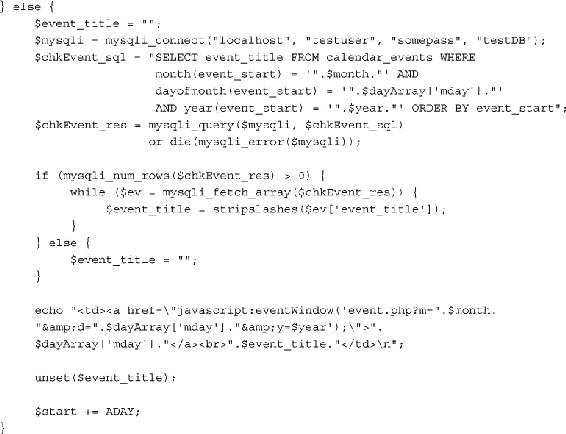 } else {
$event_title = "";
$mysqli = mysqli_connect("localhost", "testuser", "somepass", "testDB");
$chkEvent_sql = "SELECT event_title FROM calendar_events WHERE
month(event_start) = '".$month."' AND
dayofmonth(event_start) = '".$dayArray['mday']."'
AND year(event_start) = '".$year."' ORDER BY event_start";
$chkEvent_res = mysqli_query($mysqli, $chkEvent_sql)
or die(mysqli_error($mysqli));
if (mysqli_num_rows($chkEvent_res) > 0) {
while ($ev = mysqli_fetch_array($chkEvent_res)) {
$event_title = stripslashes($ev['event_title']);
}
} else {
$event_title = "";
}
echo "<td><a href=\"javascript:eventWindow('event.php?m=".$month.
"&amp;d=".$dayArray['mday']."&amp;y=$year');\">".
$dayArray['mday']."</a><br>".$event_title."</td>\n";
unset($event_title);
$start += ADAY;
}